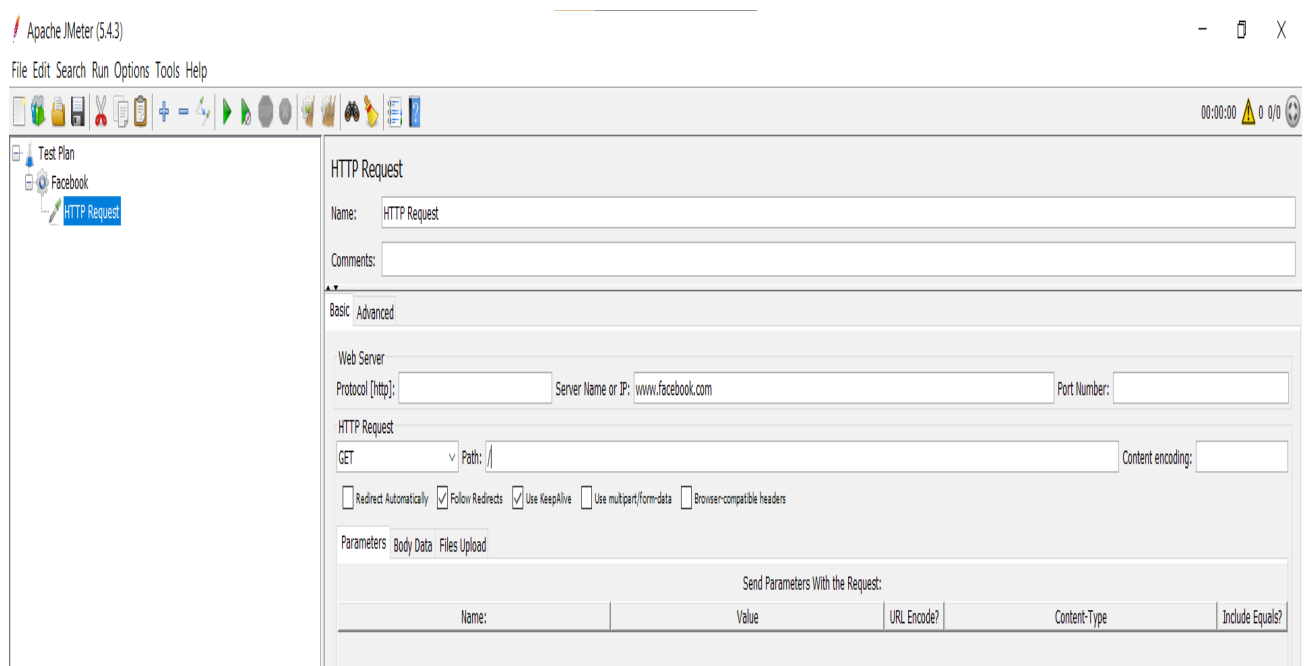 Apache JMeter (5.4.3)
File Edit Search Run Options Tools Help
00:00:00 0 0/0
Test Plan
Facebook
HTTP Request
HTTP Request
Name: HTTP Request
Comments:
Basic Advanced
Web Server
Protocol [http]: Server Name or IP: www.facebook.com Port Number:
HTTP Request
GET Path: / Content encoding:
Redirect Automatically Follow Redirects Use KeepAlive Use multipart/form-data Browser-compatible headers
Parameters Body Data Files Upload
Send Parameters With the Request:
Name: Value URL Encode? Content-Type Include Equals?